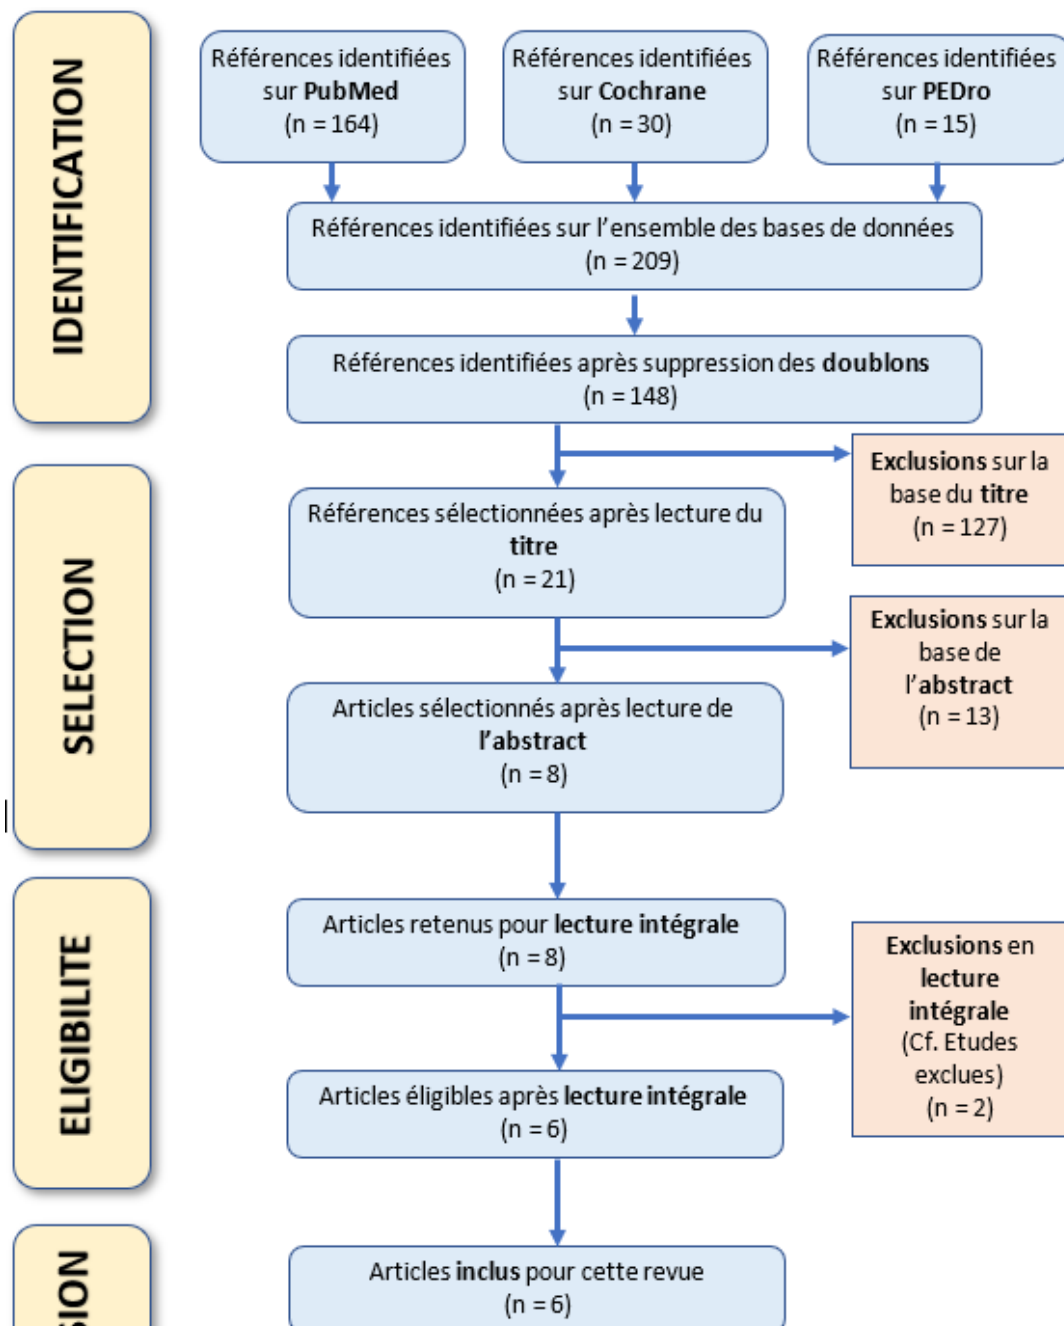 IDENTIFICATION
Références identifiées
sur PubMed
(n = 164)
Références identifiées
sur Cochrane
(n = 30)
Références identifiées
sur PEDro
(n = 15)
Références identifiées sur l'ensemble des bases de données
(n = 209)
Références identifiées après suppression des doublons
(n = 148)
SELECTION
Exclusions sur la
base du titre
(n = 127)
Références sélectionnées après lecture du
titre
(n = 21)
Exclusions sur la
base de
l'abstract
(n = 13)
Articles sélectionnés après lecture de
l'abstract
(n = 8)
ELIGIBILITE
Articles retenus pour lecture intégrale
(n = 8)
Exclusions en
lecture
intégrale
(Cf. Etudes
exclues)
(n = 2)
Articles éligibles après lecture intégrale
(n = 6)
SION
Articles inclus pour cette revue
(n = 6)